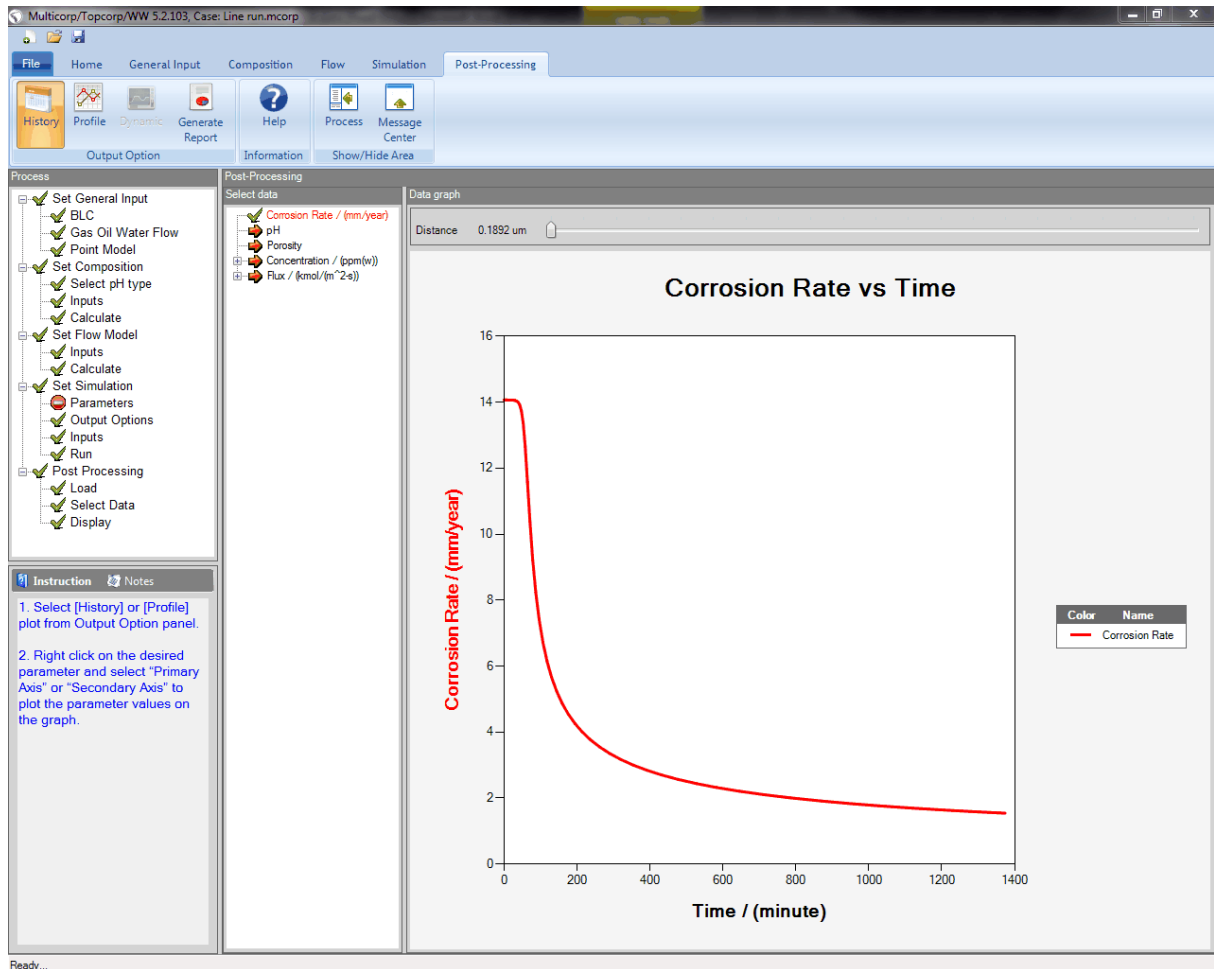 Multicorp/Topcorp/WW 5.2.103, Case: Line run.mcorp
File Home General Input Composition Flow Simulation Post-Processing
History Profile Dynamic Generate Report Help Process Message Center
Output Option Information Show/Hide Area
Process
Set General Input
BLC
Gas Oil Water Flow
Point Model
Set Composition
Select pH type
Inputs
Calculate
Set Flow Model
Inputs
Calculate
Set Simulation
Parameters
Output Options
Inputs
Run
Post Processing
Load
Select Data
Display
Instruction Notes
1. Select [History] or [Profile]
plot from Output Option panel.
2. Right click on the desired
parameter and select “Primary
Axis” or “Secondary Axis” to
plot the parameter values on
the graph.
Post-Processing
Select data
Corrosion Rate / (mm/year)
pH
Porosity
Concentration / (ppm(w))
Flux / (kmol/(m^2·s))
Data graph
Distance 0.1892 um
Corrosion Rate vs Time
Corrosion Rate / (mm/year)
16
14
12
10
8
6
4
2
0
0 200 400 600 800 1000 1200 1400
Time / (minute)
Color Name
Corrosion Rate
Ready...